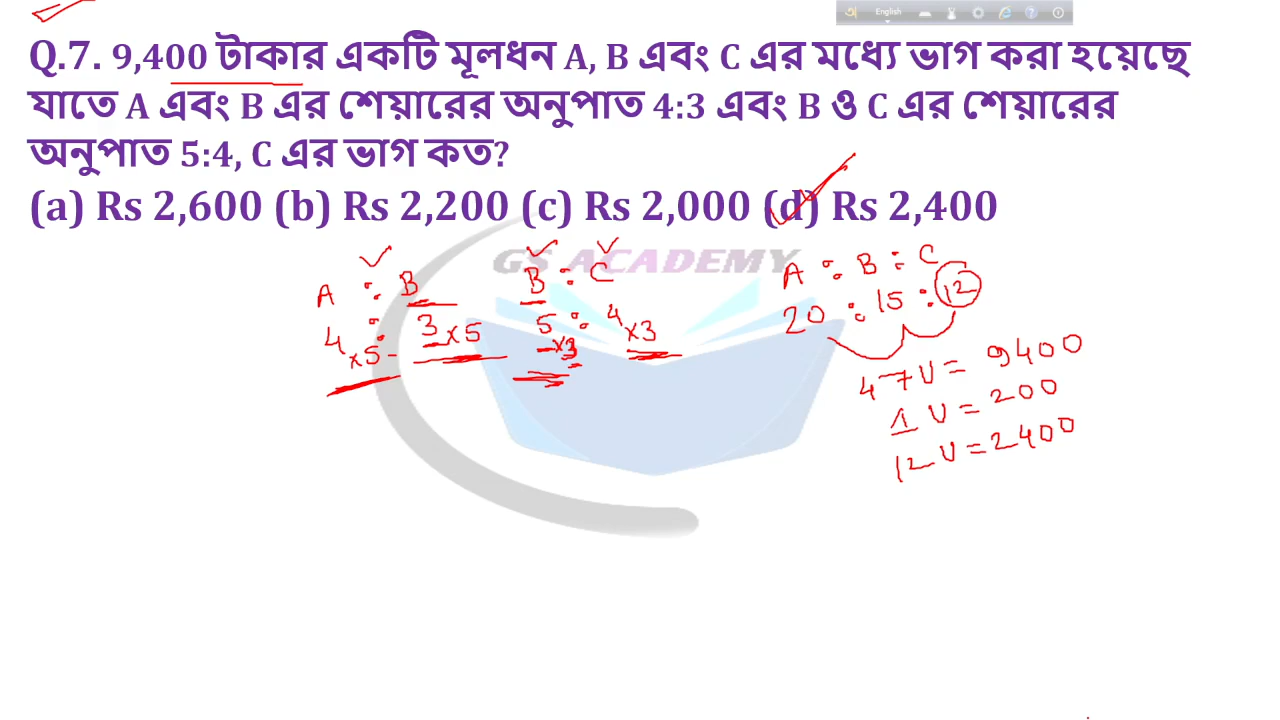 English
Q.7. 9,400 টাকার একটি মূলধন A, B এবং C এর মধ্যে ভাগ করা হয়েছে
যাতে A এবং B এর শেয়ারের অনুপাত 4:3 এবং B ও C এর শেয়ারের
অনুপাত 5:4, C এর ভাগ কত?
(a) Rs 2,600 (b) Rs 2,200 (c) Rs 2,000 (d) Rs 2,400
GS ACADEMY
A : B
4 : 3
×5 ×5
B : C
5 : 4
×3 ×3
A : B : C
20 : 15 : 12
47U = 9400
1U = 200
12U = 2400